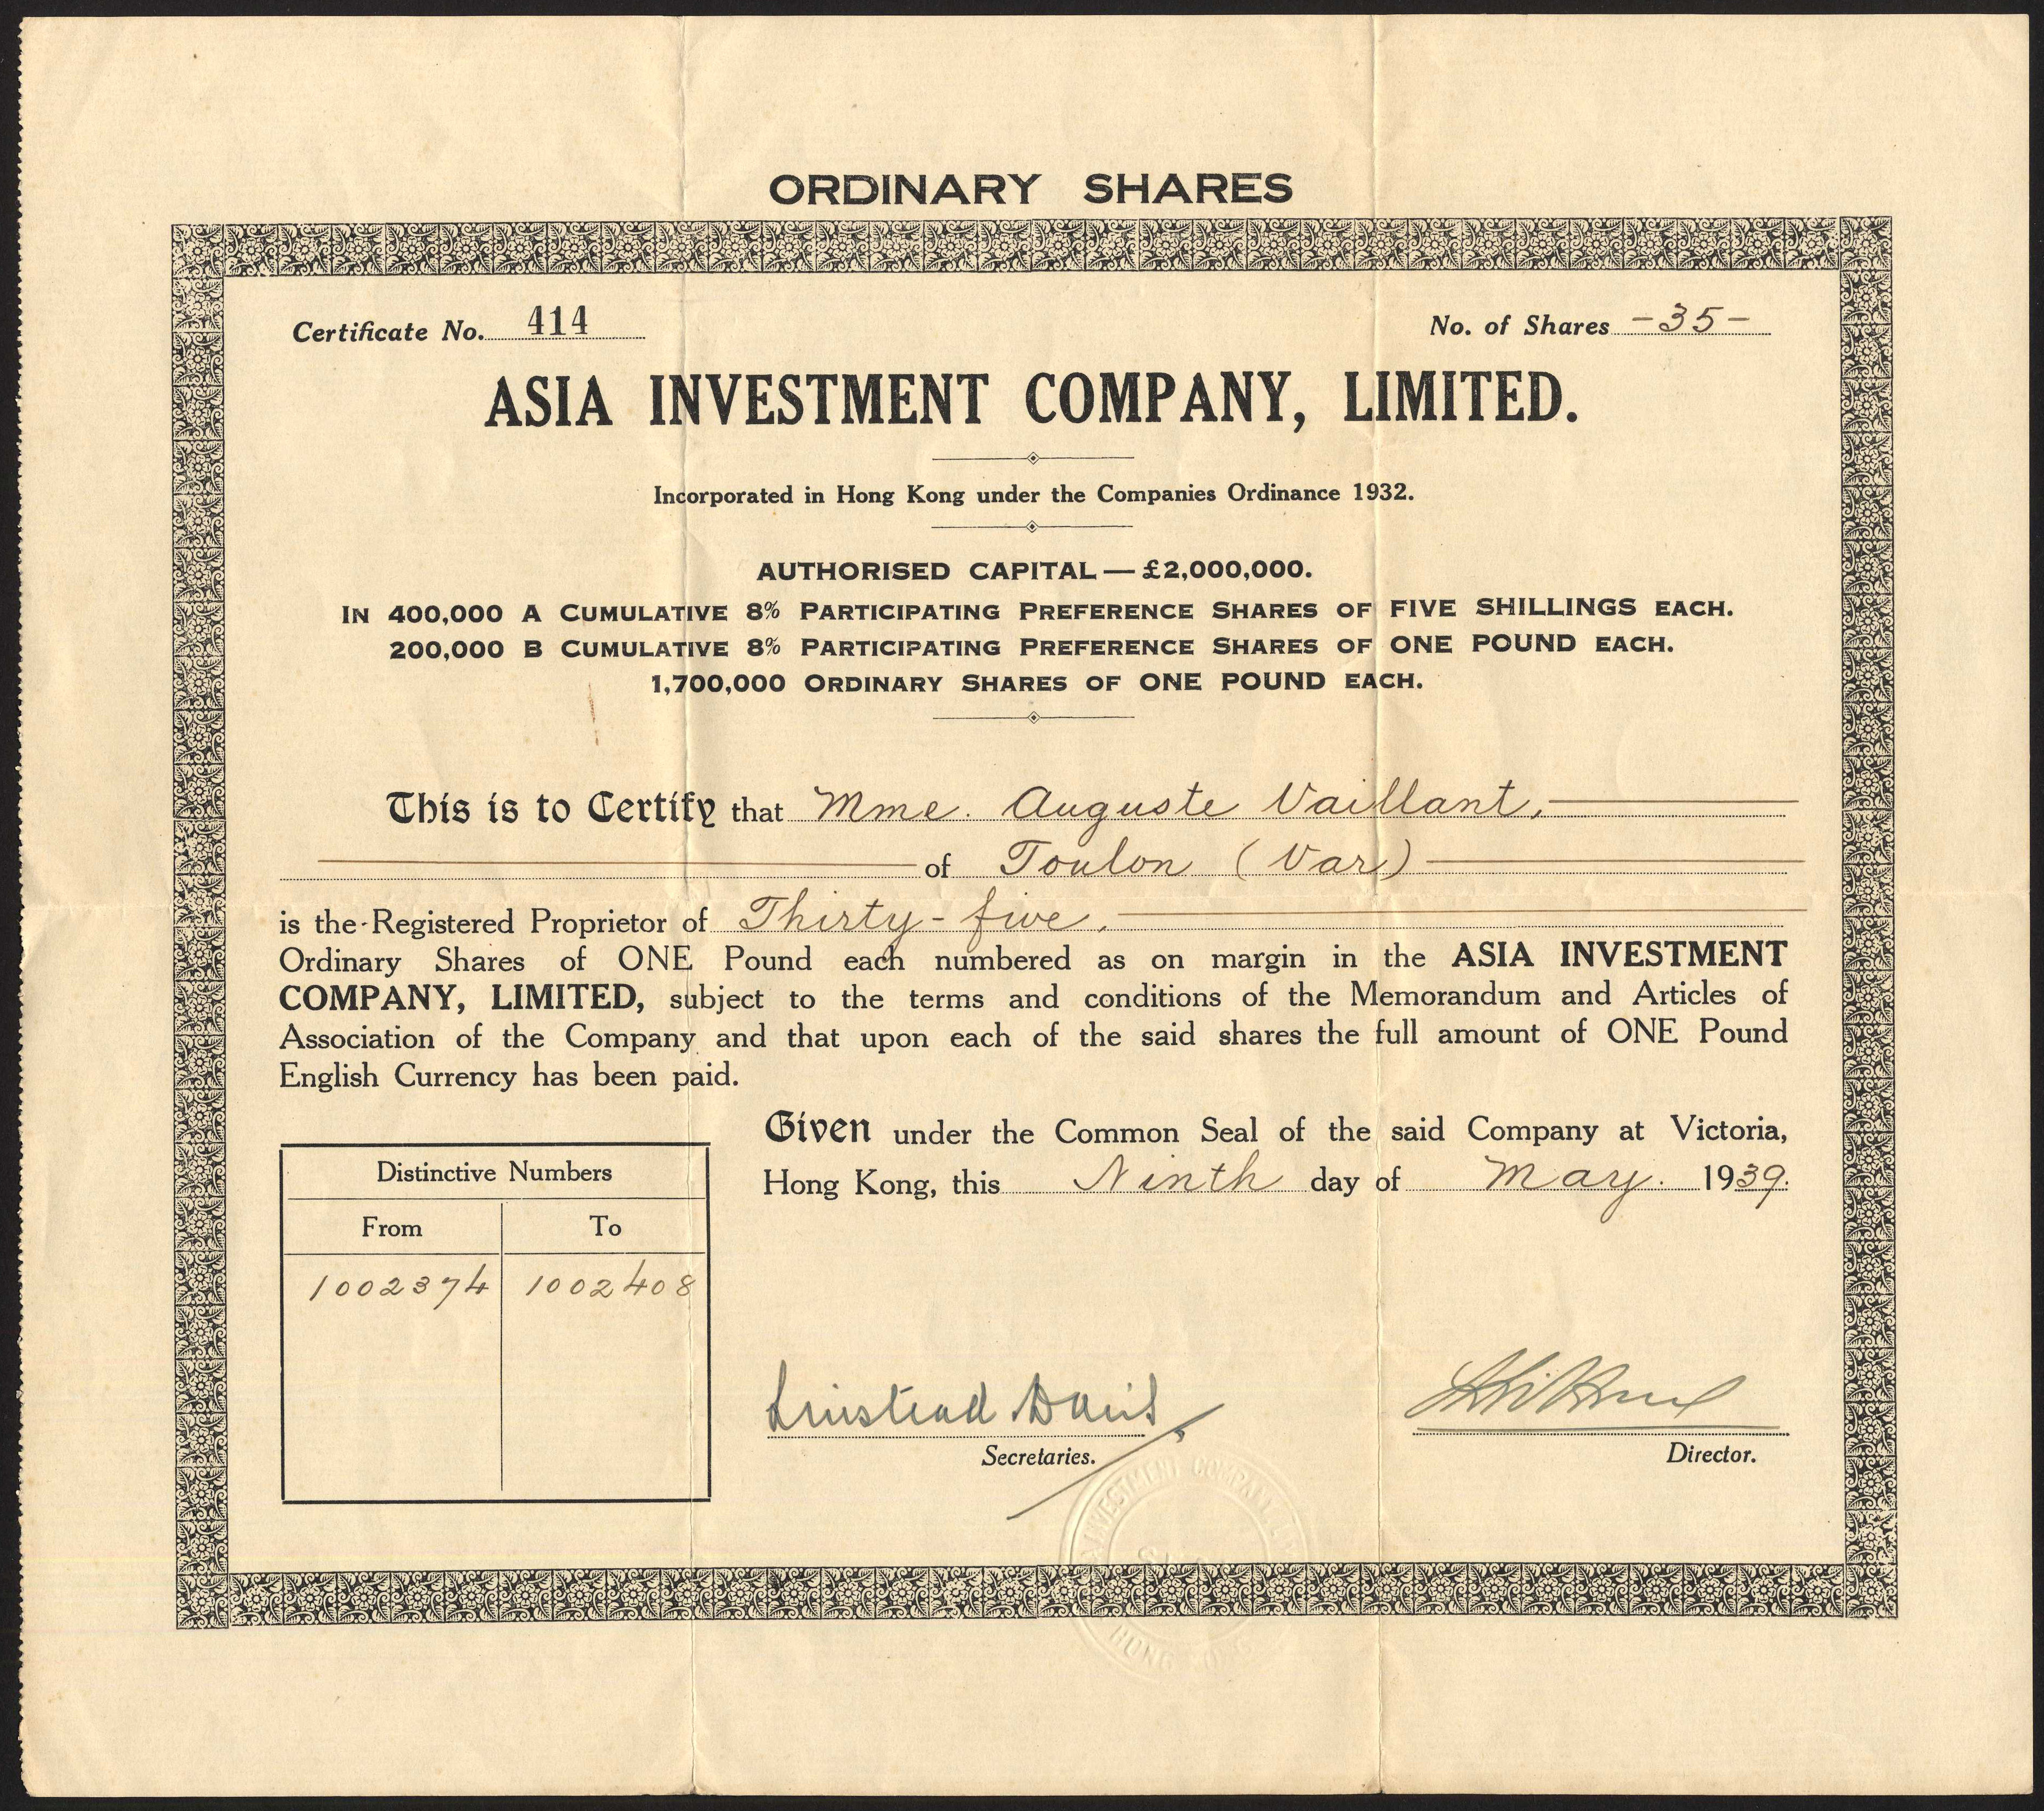 ORDINARY SHARES
Certificate No. 414
No. of Shares -35-
ASIA INVESTMENT COMPANY, LIMITED.
Incorporated in Hong Kong under the Companies Ordinance 1932.
AUTHORISED CAPITAL — £2,000,000.
IN 400,000 A CUMULATIVE 8% PARTICIPATING PREFERENCE SHARES OF FIVE SHILLINGS EACH.
200,000 B CUMULATIVE 8% PARTICIPATING PREFERENCE SHARES OF ONE POUND EACH.
1,700,000 ORDINARY SHARES OF ONE POUND EACH.
This is to Certify that Mme. Auguste Vaillant,
of Toulon (Var)
is the Registered Proprietor of Thirty-five.
Ordinary Shares of ONE Pound each numbered as on margin in the ASIA INVESTMENT
COMPANY, LIMITED, subject to the terms and conditions of the Memorandum and Articles of
Association of the Company and that upon each of the said shares the full amount of ONE Pound
English Currency has been paid.
Given under the Common Seal of the said Company at Victoria,
Hong Kong, this Ninth day of May. 1939.
Distinctive Numbers
From To
1002374 1002408
Linstead Davis
Secretaries.
Director.
INVESTMENT COMPANY, LTD
SEAL
HONG KONG